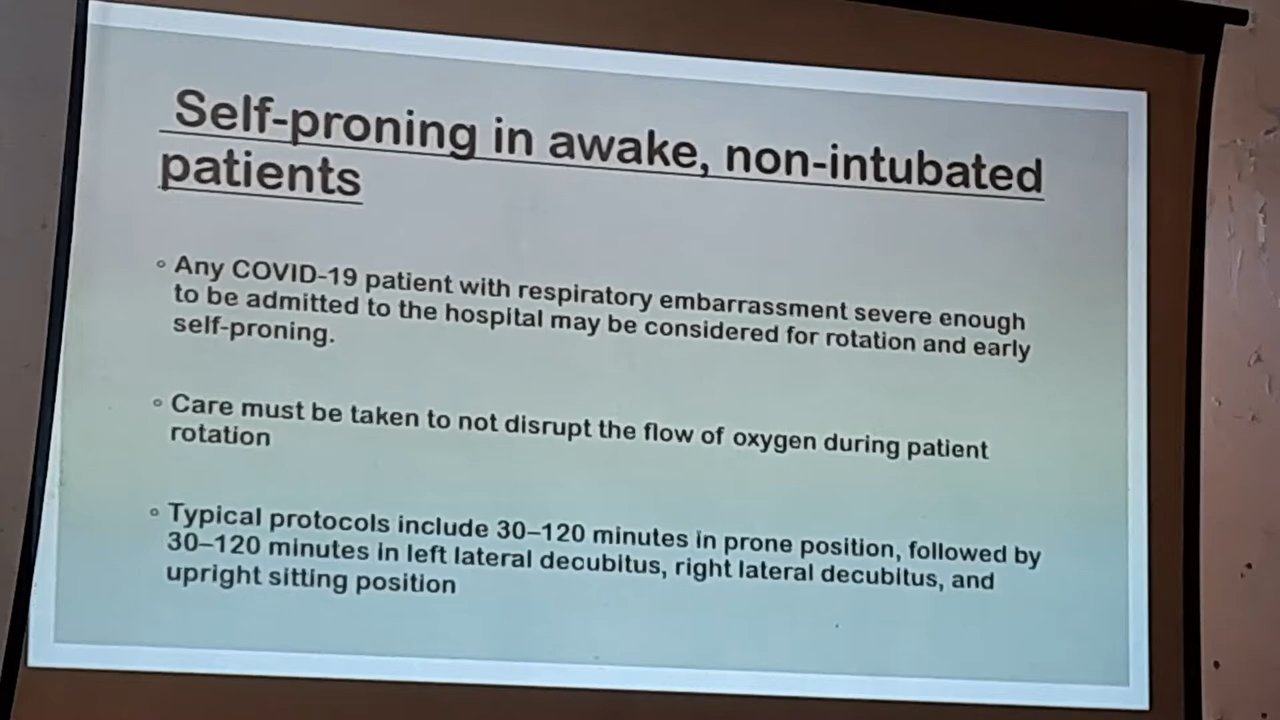 Self-proning in awake, non-intubated
patients
° Any COVID-19 patient with respiratory embarrassment severe enough
to be admitted to the hospital may be considered for rotation and early
self-proning.
° Care must be taken to not disrupt the flow of oxygen during patient
rotation
° Typical protocols include 30–120 minutes in prone position, followed by
30–120 minutes in left lateral decubitus, right lateral decubitus, and
upright sitting position